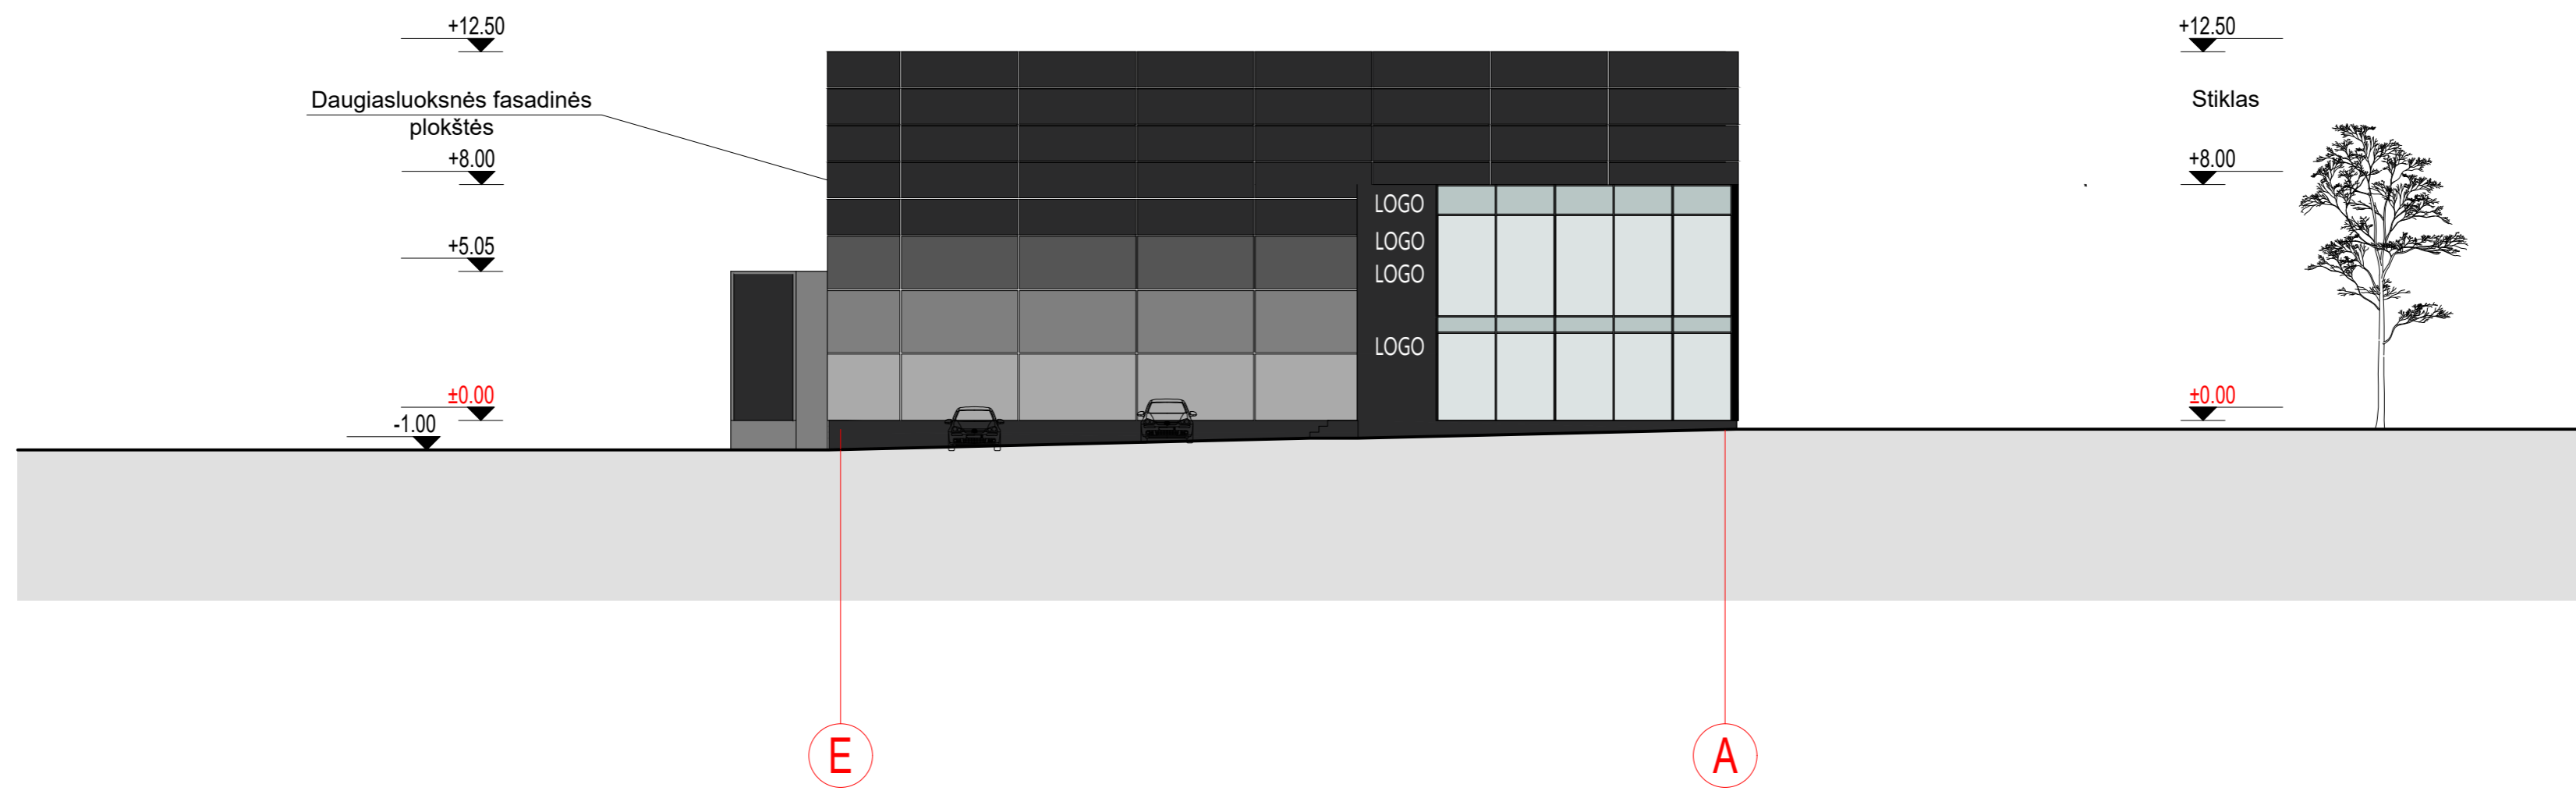 +12.50
+12.50
Daugiasluoksnės fasadinės
plokštės
Stiklas
+8.00
+8.00
LOGO
LOGO
+5.05
LOGO
LOGO
±0.00
±0.00
-1.00
E
A